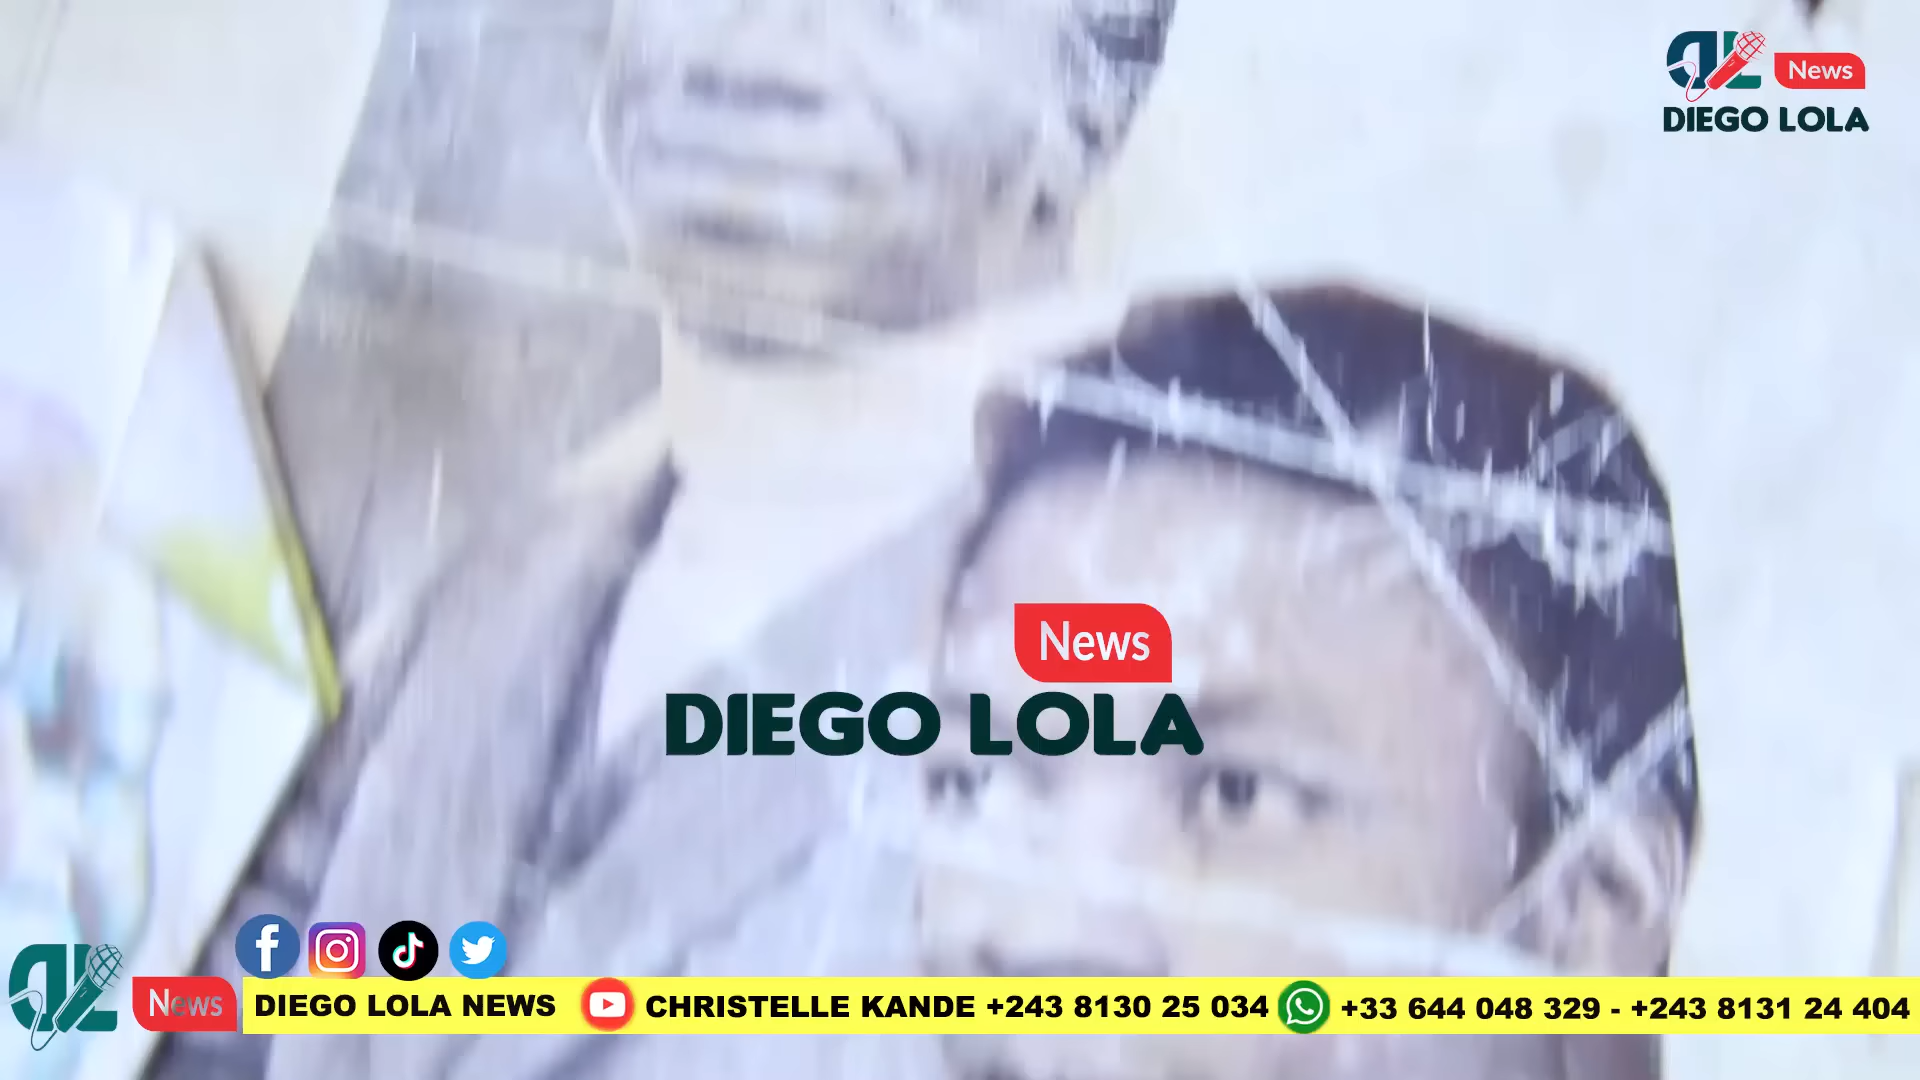 News
DIEGO LOLA
News
DIEGO LOLA
News
DIEGO LOLA NEWS
CHRISTELLE KANDE +243 8130 25 034
+33 644 048 329 - +243 8131 24 404